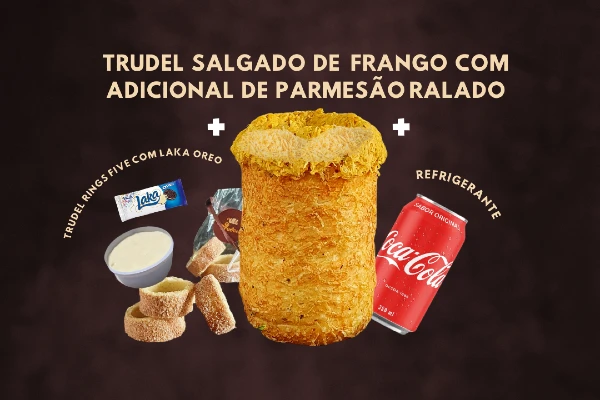 TRUDEL SALGADO DE FRANGO COM
ADICIONAL DE PARMESÃO RALADO
TRUDEL RINGS FIVE COM LAKA OREO
REFRIGERANTE
Laka
SABOR ORIGINAL
Coca-Cola